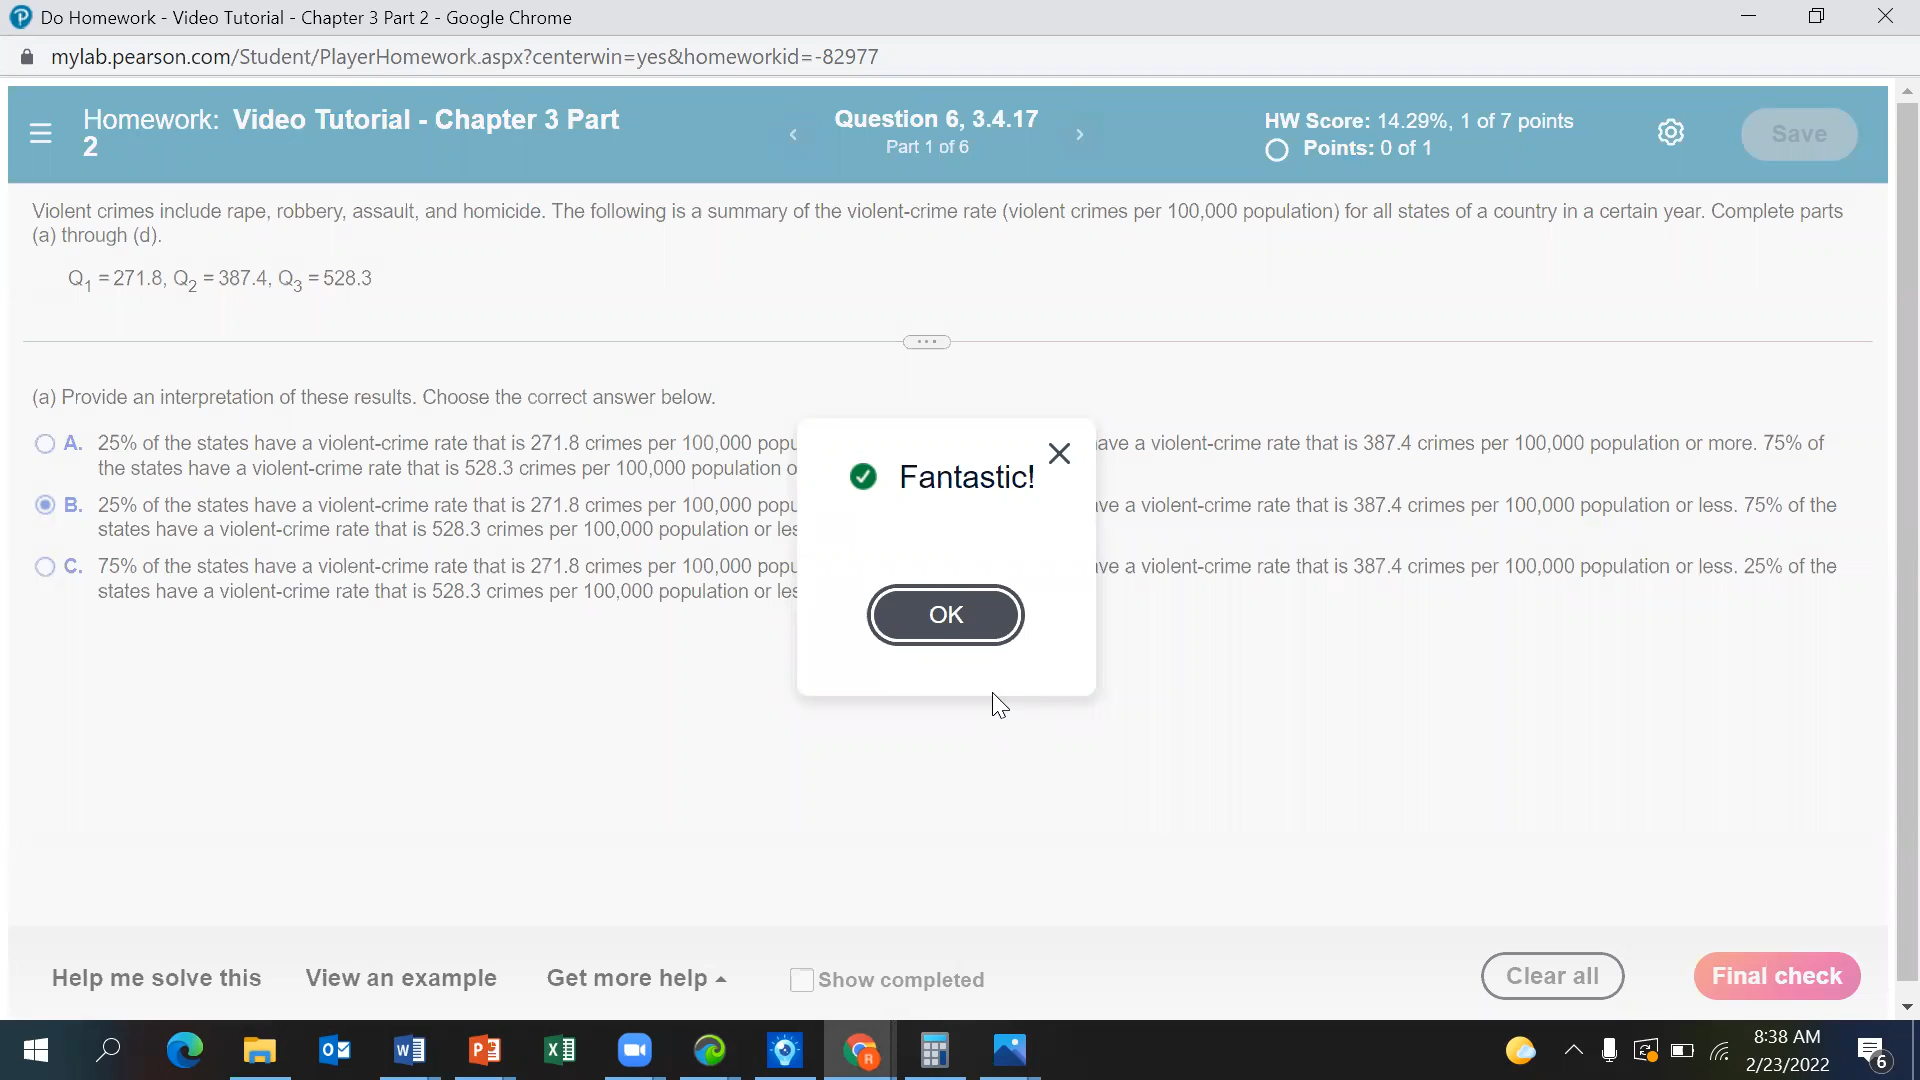 Do Homework - Video Tutorial - Chapter 3 Part 2 - Google Chrome
mylab.pearson.com/Student/PlayerHomework.aspx?centerwin=yes&homeworkid=-82977
Homework: Video Tutorial - Chapter 3 Part
2
Question 6, 3.4.17
Part 1 of 6
HW Score: 14.29%, 1 of 7 points
Points: 0 of 1
Save
Violent crimes include rape, robbery, assault, and homicide. The following is a summary of the violent-crime rate (violent crimes per 100,000 population) for all states of a country in a certain year. Complete parts
(a) through (d).
Q1 = 271.8, Q2 = 387.4, Q3 = 528.3
(a) Provide an interpretation of these results. Choose the correct answer below.
A. 25% of the states have a violent-crime rate that is 271.8 crimes per 100,000 popu ave a violent-crime rate that is 387.4 crimes per 100,000 population or more. 75% of
the states have a violent-crime rate that is 528.3 crimes per 100,000 population o
B. 25% of the states have a violent-crime rate that is 271.8 crimes per 100,000 popu ve a violent-crime rate that is 387.4 crimes per 100,000 population or less. 75% of the
states have a violent-crime rate that is 528.3 crimes per 100,000 population or les
C. 75% of the states have a violent-crime rate that is 271.8 crimes per 100,000 popu ve a violent-crime rate that is 387.4 crimes per 100,000 population or less. 25% of the
states have a violent-crime rate that is 528.3 crimes per 100,000 population or les
Fantastic!
OK
Help me solve this
View an example
Get more help
Show completed
Clear all
Final check
8:38 AM
2/23/2022
6